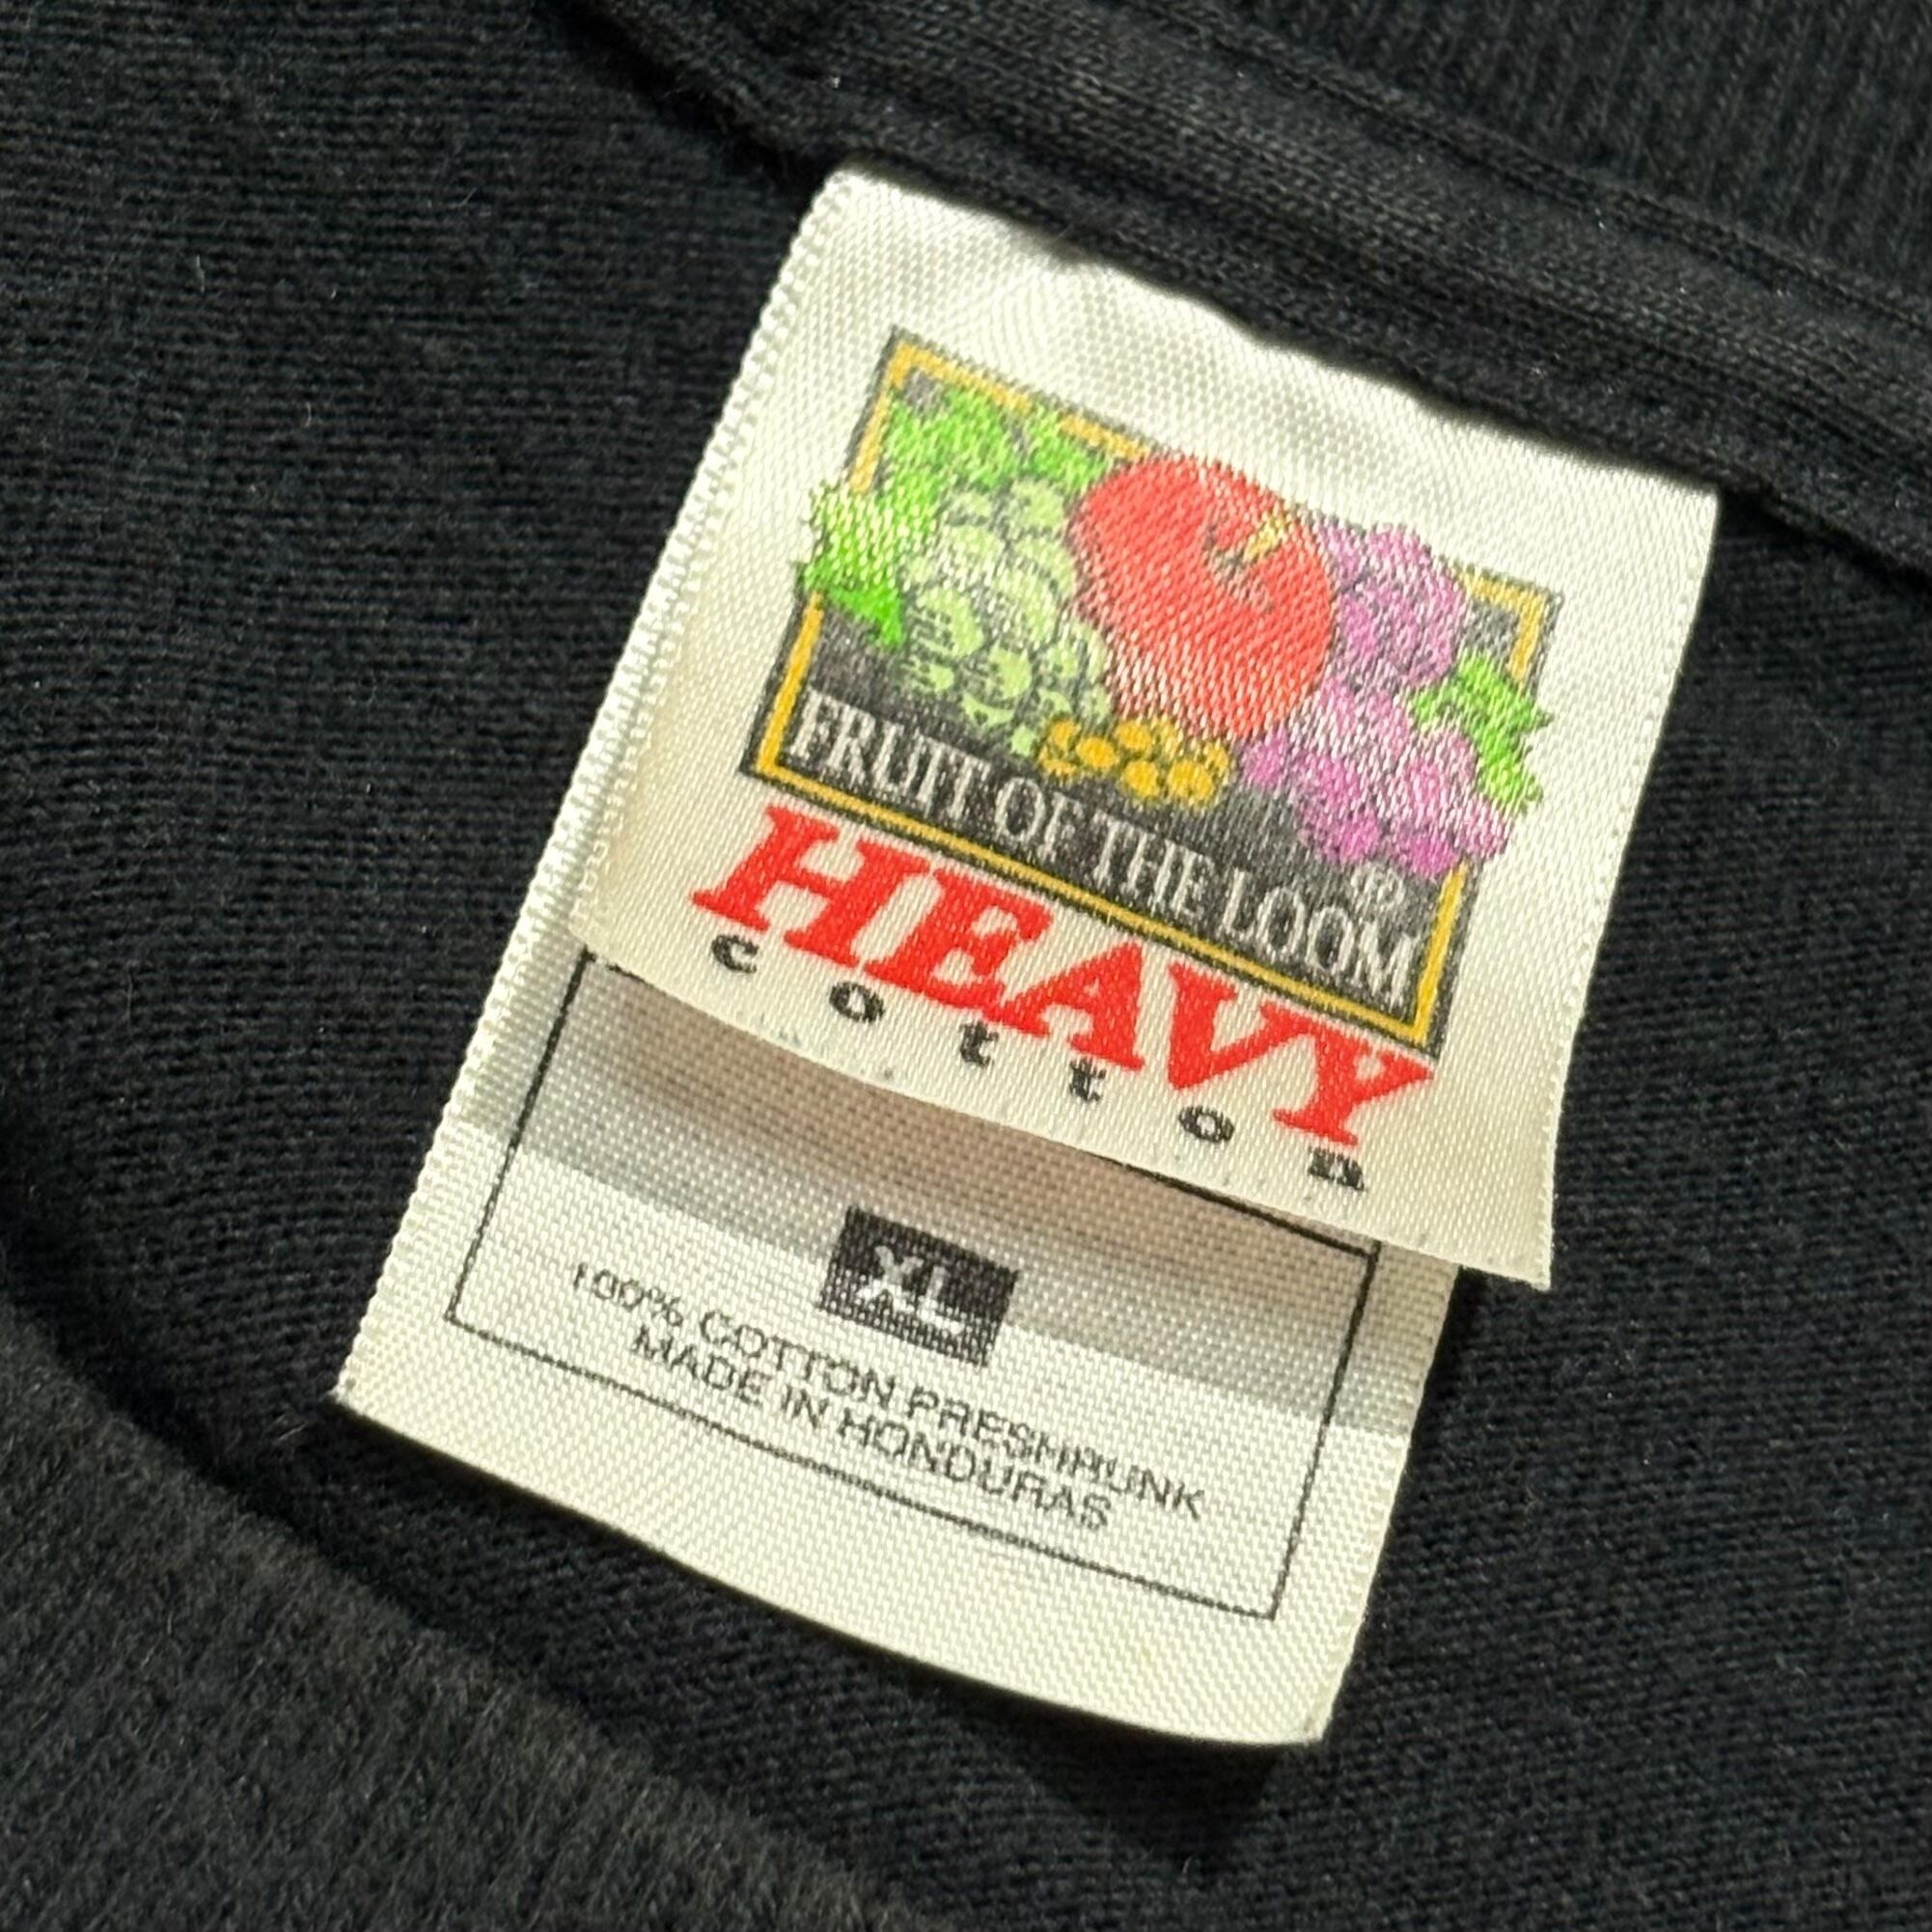 FRUIT OF THE LOOM®
HEAVY
cotton
XL
100% COTTON PRESHRUNK
MADE IN HONDURAS